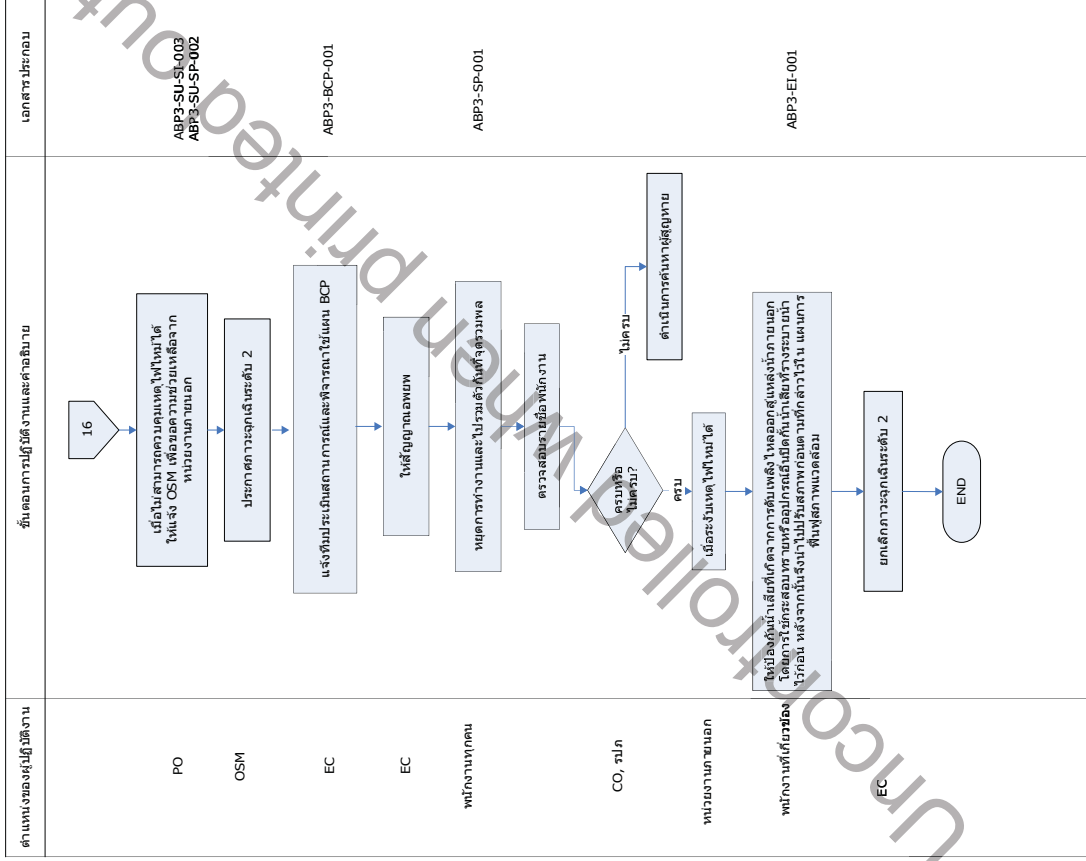 ตำแหน่งของผู้ปฏิบัติงาน
ขั้นตอนการปฏิบัติงานและคำอธิบาย
เอกสารประกอบ
16
PO
เมื่อไม่สามารถควบคุมเหตุไฟไหม้ได้
ให้แจ้ง OSM เพื่อขอความช่วยเหลือจาก
หน่วยงานภายนอก
ABP3-SU-SI-003
ABP3-SU-SP-002
OSM
ประกาศภาวะฉุกเฉินระดับ 2
EC
แจ้งทีมประเมินสถานการณ์และพิจารณาใช้แผน BCP
ABP3-BCP-001
EC
ให้สัญญาณอพยพ
พนักงานทุกคน
หยุดการทำงานและไปรวมตัวกันที่จุดรวมพล
ABP3-SP-001
ตรวจสอบรายชื่อพนักงาน
CO, รปภ
ครบหรือ
ไม่ครบ?
ไม่ครบ
ดำเนินการค้นหาผู้สูญหาย
ครบ
หน่วยงานภายนอก
เมื่อระงับเหตุไฟไหม้ได้
พนักงานที่เกี่ยวข้อง
ให้ป้องกันน้ำเสียที่เกิดจากการดับเพลิงไหลออกสู่แหล่งน้ำภายนอก
โดยการใช้กระสอบทรายหรืออุปกรณ์อื่นปิดกั้นน้ำเสียที่รางระบายน้ำ
ไว้ก่อน หลังจากนั้นจึงนำไปปรับสภาพก่อนตามที่กล่าวไว้ใน แผนการ
ฟื้นฟูสภาพแวดล้อม
ABP3-EI-001
EC
ยกเลิกภาวะฉุกเฉินระดับ 2
END
Uncontrolled when printed out